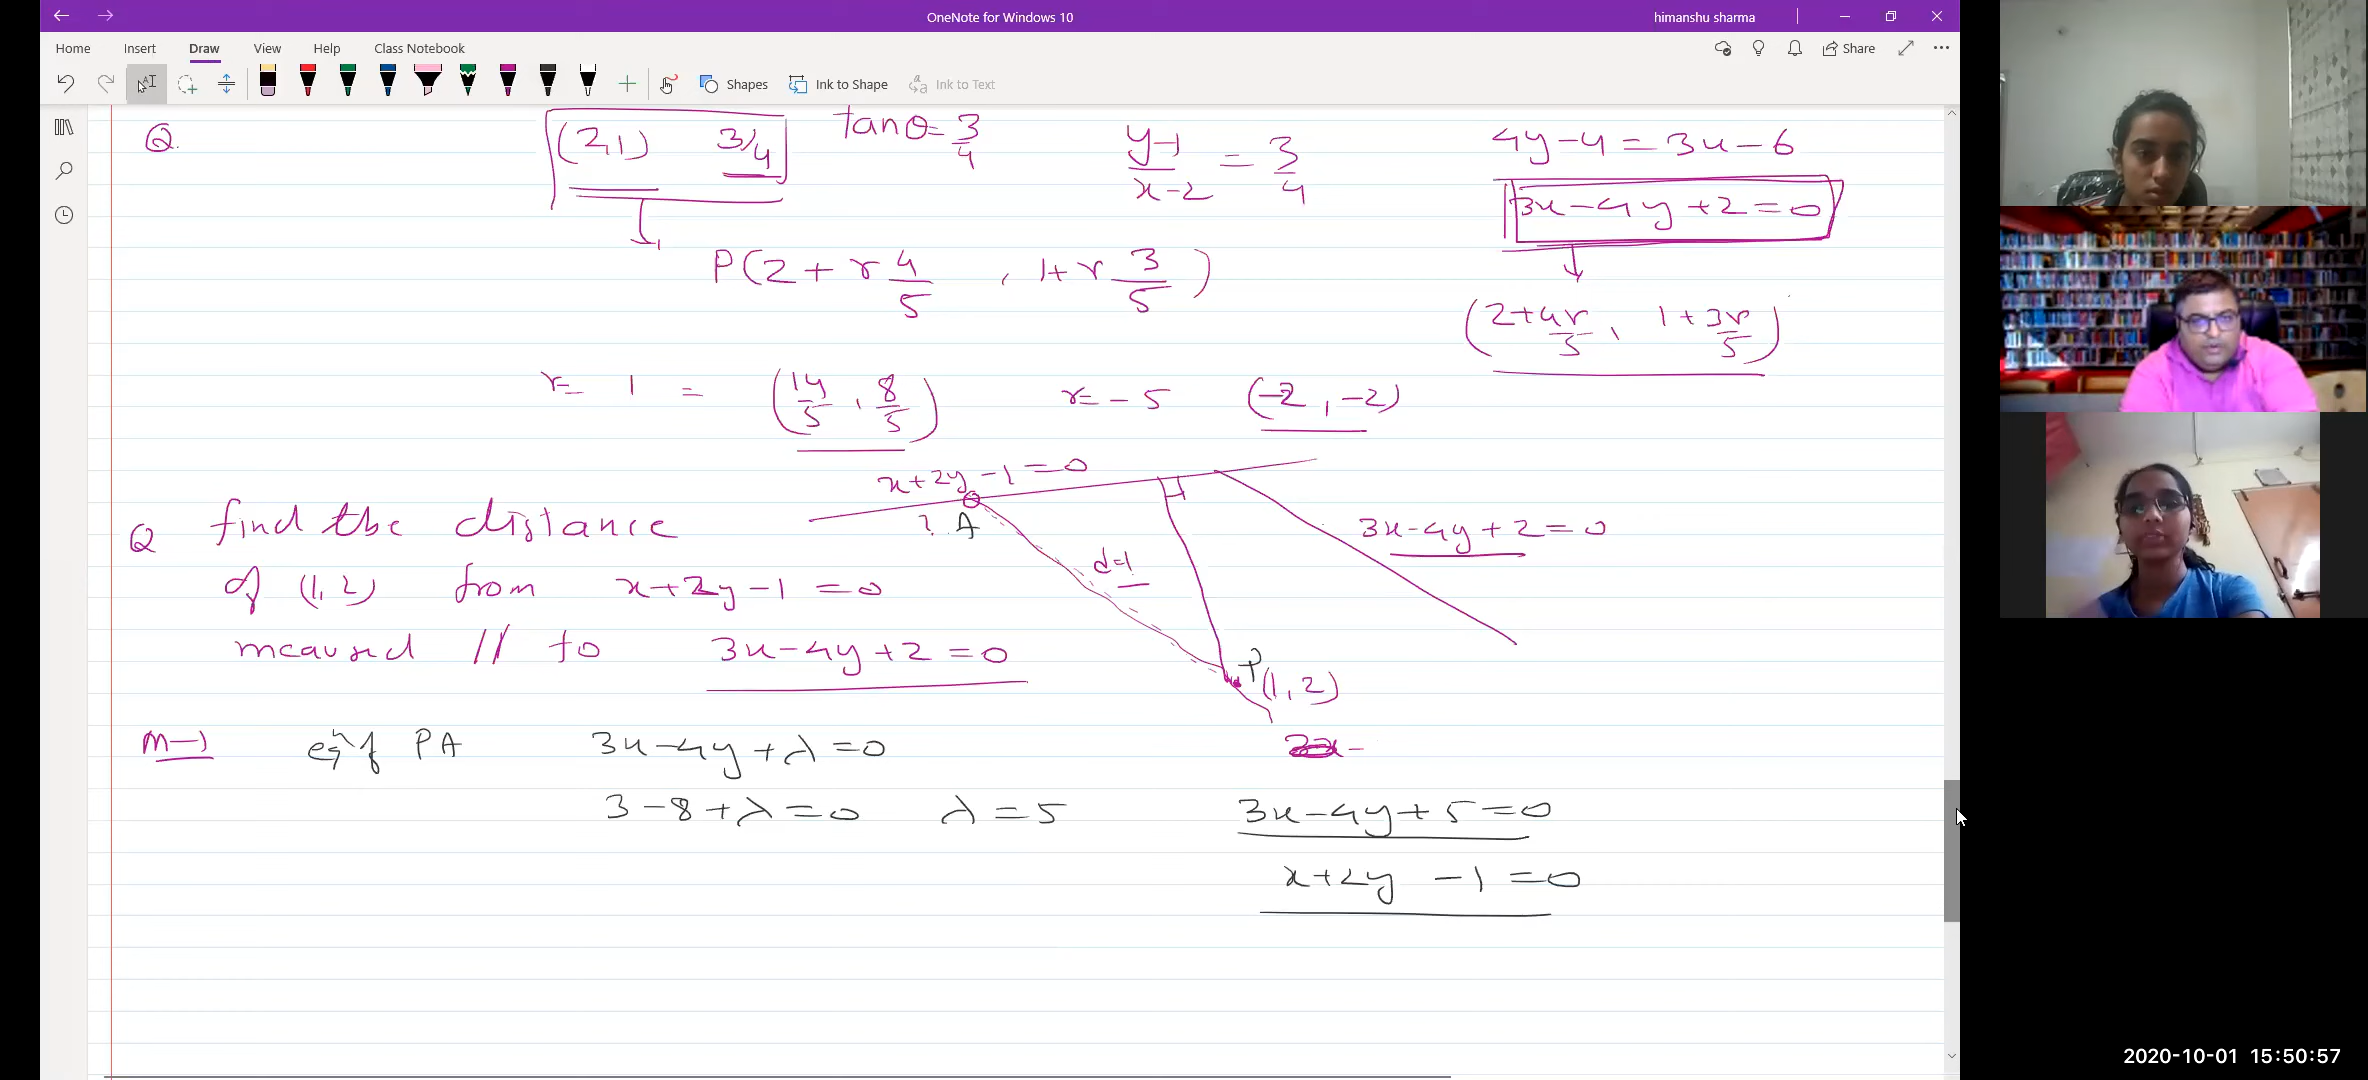 OneNote for Windows 10
himanshu sharma
Home Insert Draw View Help Class Notebook
Share
Shapes Ink to Shape Ink to Text
Q. (2,1) 3/4 tanθ=3/4 y-1/x-2 = 3/4 4y-4=3x-6
3x-4y+2=0
P(2+r 4/5, 1+r 3/5)
(2+4r/5, 1+3r/5)
r= 1 = (14/5, 8/5) r=-5 (-2,-2)
x+2y-1=0
Q find the distance
? A
d=1
3x-4y+2=0
of (1,2) from x+2y-1=0
measured // to 3x-4y+2=0
P(1,2)
M-1 eqn of PA 3x-4y+λ=0
3-8+λ=0 λ=5 3x-4y+5=0
x+2y-1=0
2020-10-01 15:50:57